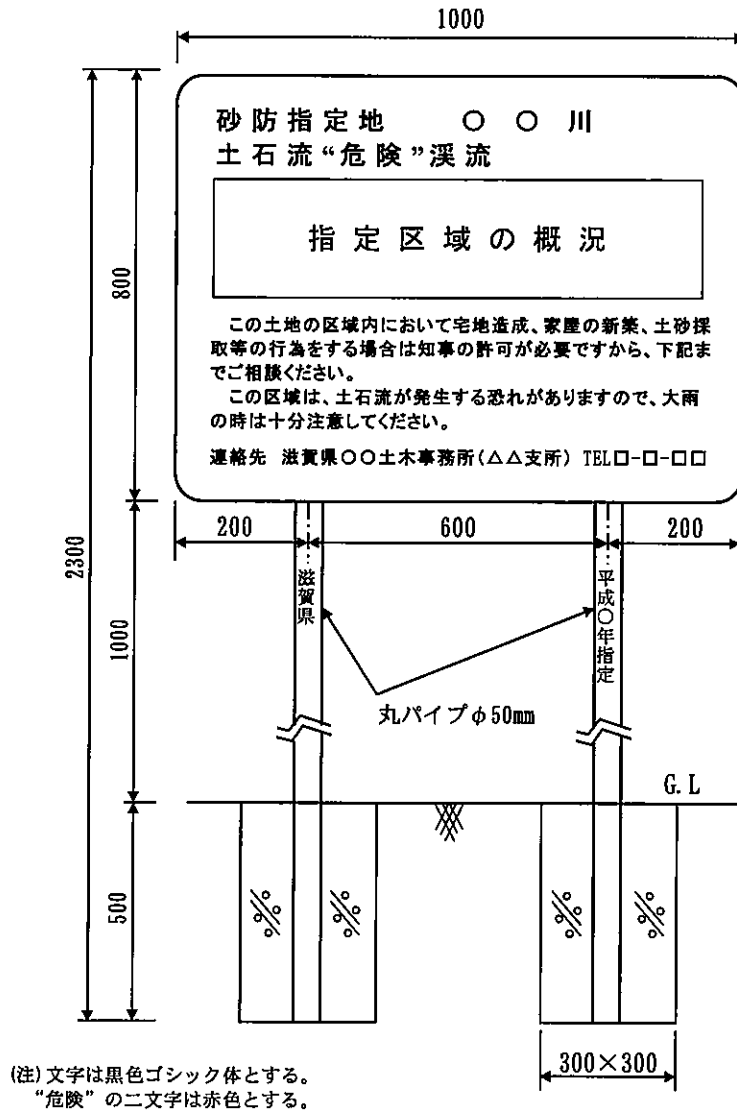 1000
砂防指定地 ○ ○ 川
土石流“危険”渓流
指定区域の概況
この土地の区域内において宅地造成、家屋の新築、土砂採
取等の行為をする場合は知事の許可が必要ですから、下記ま
でご相談ください。
この区域は、土石流が発生する恐れがありますので、大雨
の時は十分注意してください。
連絡先 滋賀県○○土木事務所(△△支所) TEL□-□-□□
800
200
600
200
2300
滋賀県
平成○年指定
1000
丸パイプφ50mm
G.L
500
300×300
(注)文字は黒色ゴシック体とする。
“危険”の二文字は赤色とする。